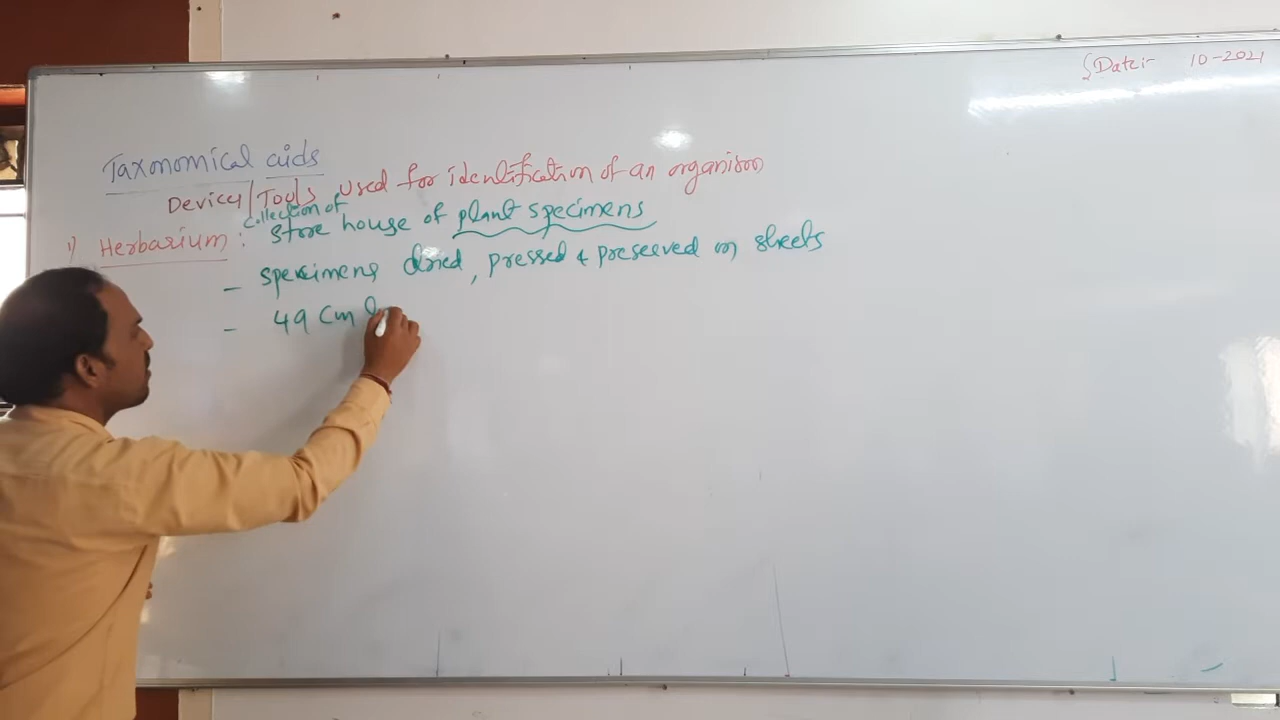 Date:- 10-2021
Taxonomical aids
Device/Tools used for identification of an organism
collection of
1) Herbarium : store house of plant specimens
- specimens dried, pressed & preserved on sheets
- 49 cm